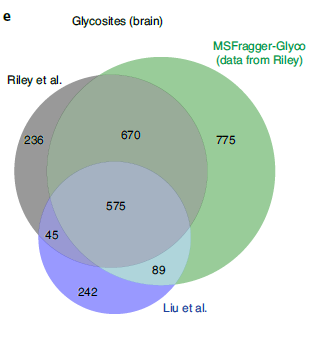 e
Glycosites (brain)
MSFragger-Glyco
(data from Riley)
Riley et al.
236
670
775
575
45
89
242
Liu et al.